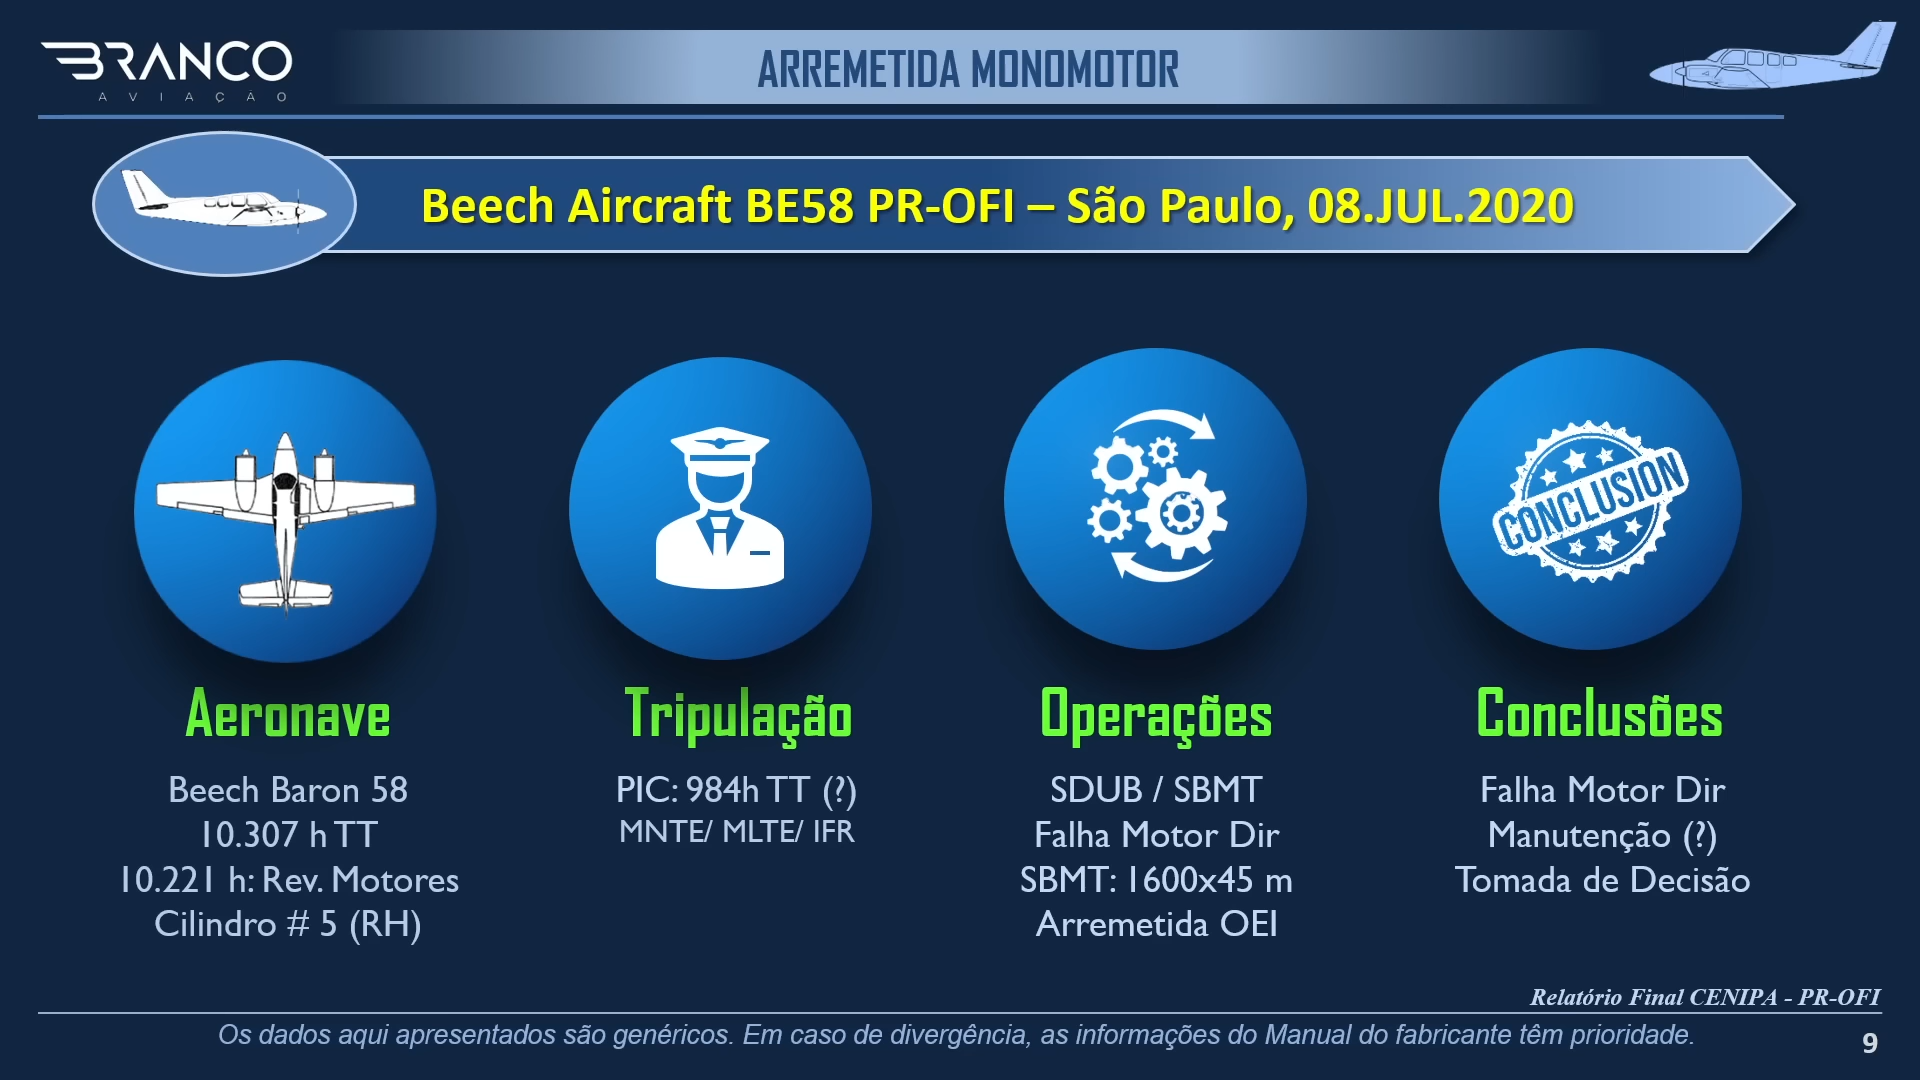 BRANCO
AVIAÇÃO
ARREMETIDA MONOMOTOR
Beech Aircraft BE58 PR-OFI – São Paulo, 08.JUL.2020
CONCLUSION
Aeronave
Beech Baron 58
10.307 h TT
10.221 h: Rev. Motores
Cilindro # 5 (RH)
Tripulação
PIC: 984h TT (?)
MNTE/ MLTE/ IFR
Operações
SDUB / SBMT
Falha Motor Dir
SBMT: 1600x45 m
Arremetida OEI
Conclusões
Falha Motor Dir
Manutenção (?)
Tomada de Decisão
Relatório Final CENIPA - PR-OFI
Os dados aqui apresentados são genéricos. Em caso de divergência, as informações do Manual do fabricante têm prioridade.
9